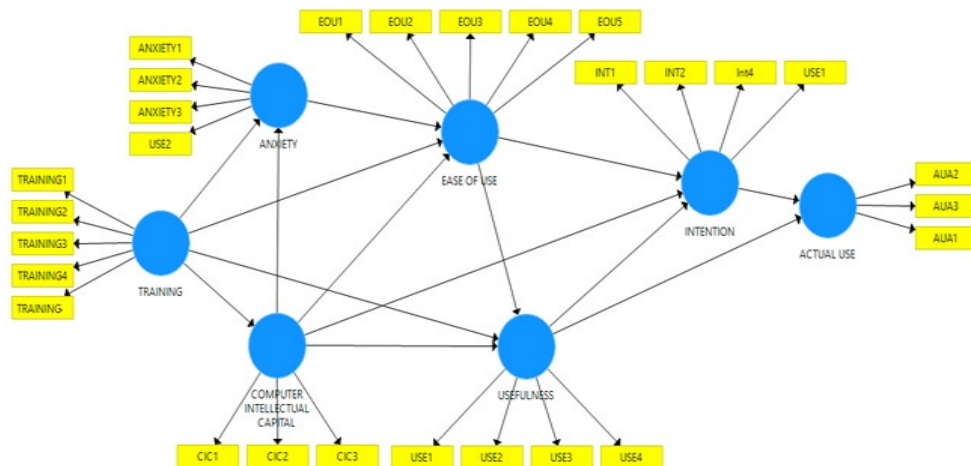 EOU1
EOU2
EOU3
EOU4
EOU5
ANXIETY1
ANXIETY2
ANXIETY3
USE2
ANXIETY
INT1
INT2
Int4
USE1
EASE OF USE
TRAINING1
TRAINING2
TRAINING3
TRAINING4
TRAINING
TRAINING
INTENTION
AUA2
AUA3
AUA1
ACTUAL USE
COMPUTER
INTELLECTUAL
CAPITAL
USEFULNESS
CIC1
CIC2
CIC3
USE1
USE2
USE3
USE4